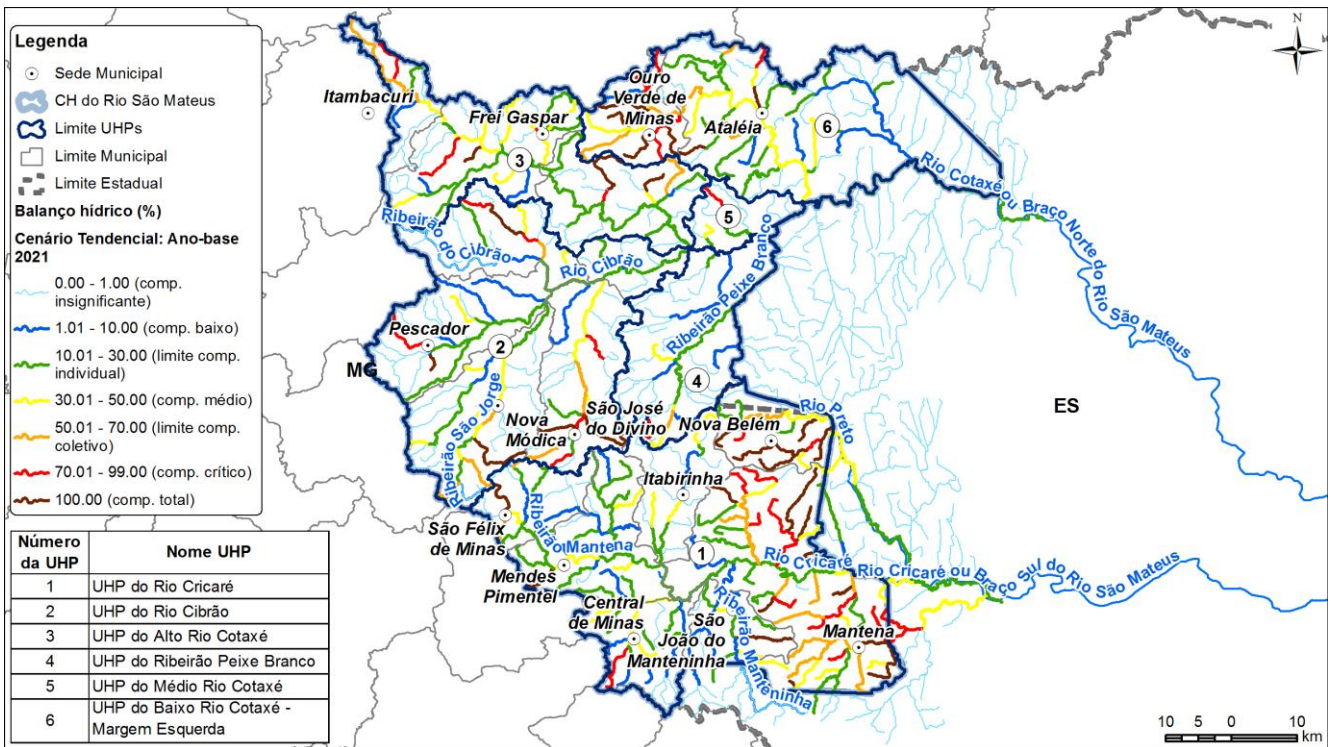 Legenda
Sede Municipal
CH do Rio São Mateus
Limite UHPs
Limite Municipal
Limite Estadual
Balanço hídrico (%)
Cenário Tendencial: Ano-base
2021
0.00 - 1.00 (comp.
insignificante)
1.01 - 10.00 (comp. baixo)
10.01 - 30.00 (limite comp.
individual)
30.01 - 50.00 (comp. médio)
50.01 - 70.00 (limite comp.
coletivo)
70.01 - 99.00 (comp. crítico)
100.00 (comp. total)
Número
da UHP
Nome UHP
1 UHP do Rio Cricaré
2 UHP do Rio Cibrão
3 UHP do Alto Rio Cotaxé
4 UHP do Ribeirão Peixe Branco
5 UHP do Médio Rio Cotaxé
6 UHP do Baixo Rio Cotaxé -
Margem Esquerda
N
Itambacuri
Frei Gaspar
Ouro
Verde de
Minas
Ataléia
6
3
5
Rio Cotaxé ou Braço Norte do Rio São Mateus
Ribeirão do Cibrão
Rio Cibrão
Ribeirão Peixe Branco
Pescador
2
MG
4
ES
Ribeirão São Jorge
Nova
Módica
São José
do Divino
Nova Belém
Rio Preto
Itabirinha
São Félix
de Minas
Ribeirão Mantena
1
Rio Cricaré
Rio Cricaré ou Braço Sul do Rio São Mateus
Mendes
Pimentel
Central
de Minas
São
João do
Manteninha
Ribeirão Manteninha
Mantena
10 5 0 10
km